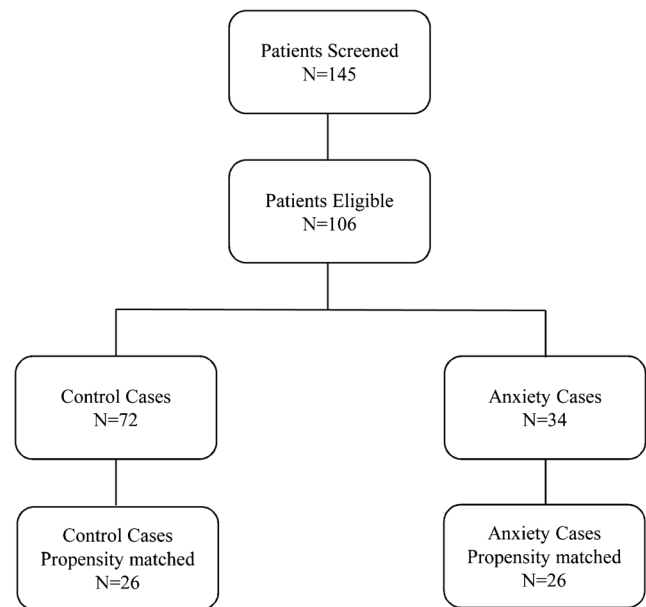 Patients Screened
N=145
Patients Eligible
N=106
Control Cases
N=72
Anxiety Cases
N=34
Control Cases
Propensity matched
N=26
Anxiety Cases
Propensity matched
N=26